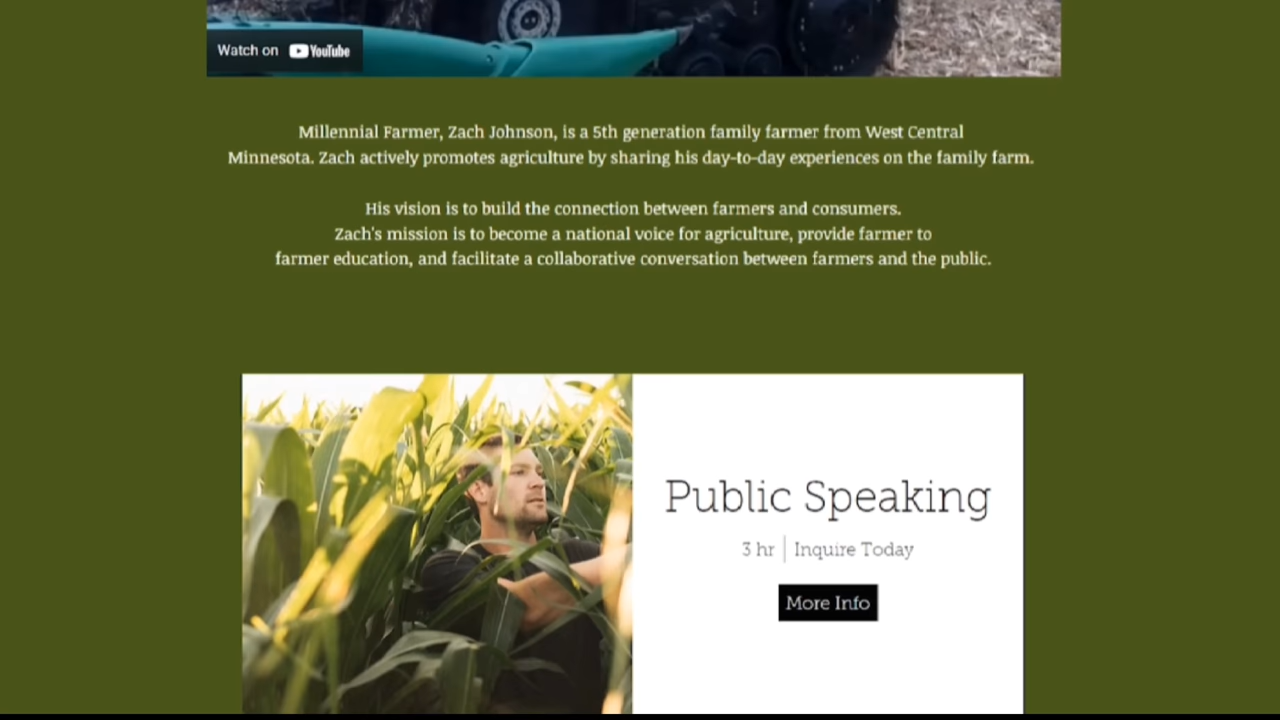 Watch on YouTube
Millennial Farmer, Zach Johnson, is a 5th generation family farmer from West Central
Minnesota. Zach actively promotes agriculture by sharing his day-to-day experiences on the family farm.
His vision is to build the connection between farmers and consumers.
Zach's mission is to become a national voice for agriculture, provide farmer to
farmer education, and facilitate a collaborative conversation between farmers and the public.
Public Speaking
3 hr | Inquire Today
More Info